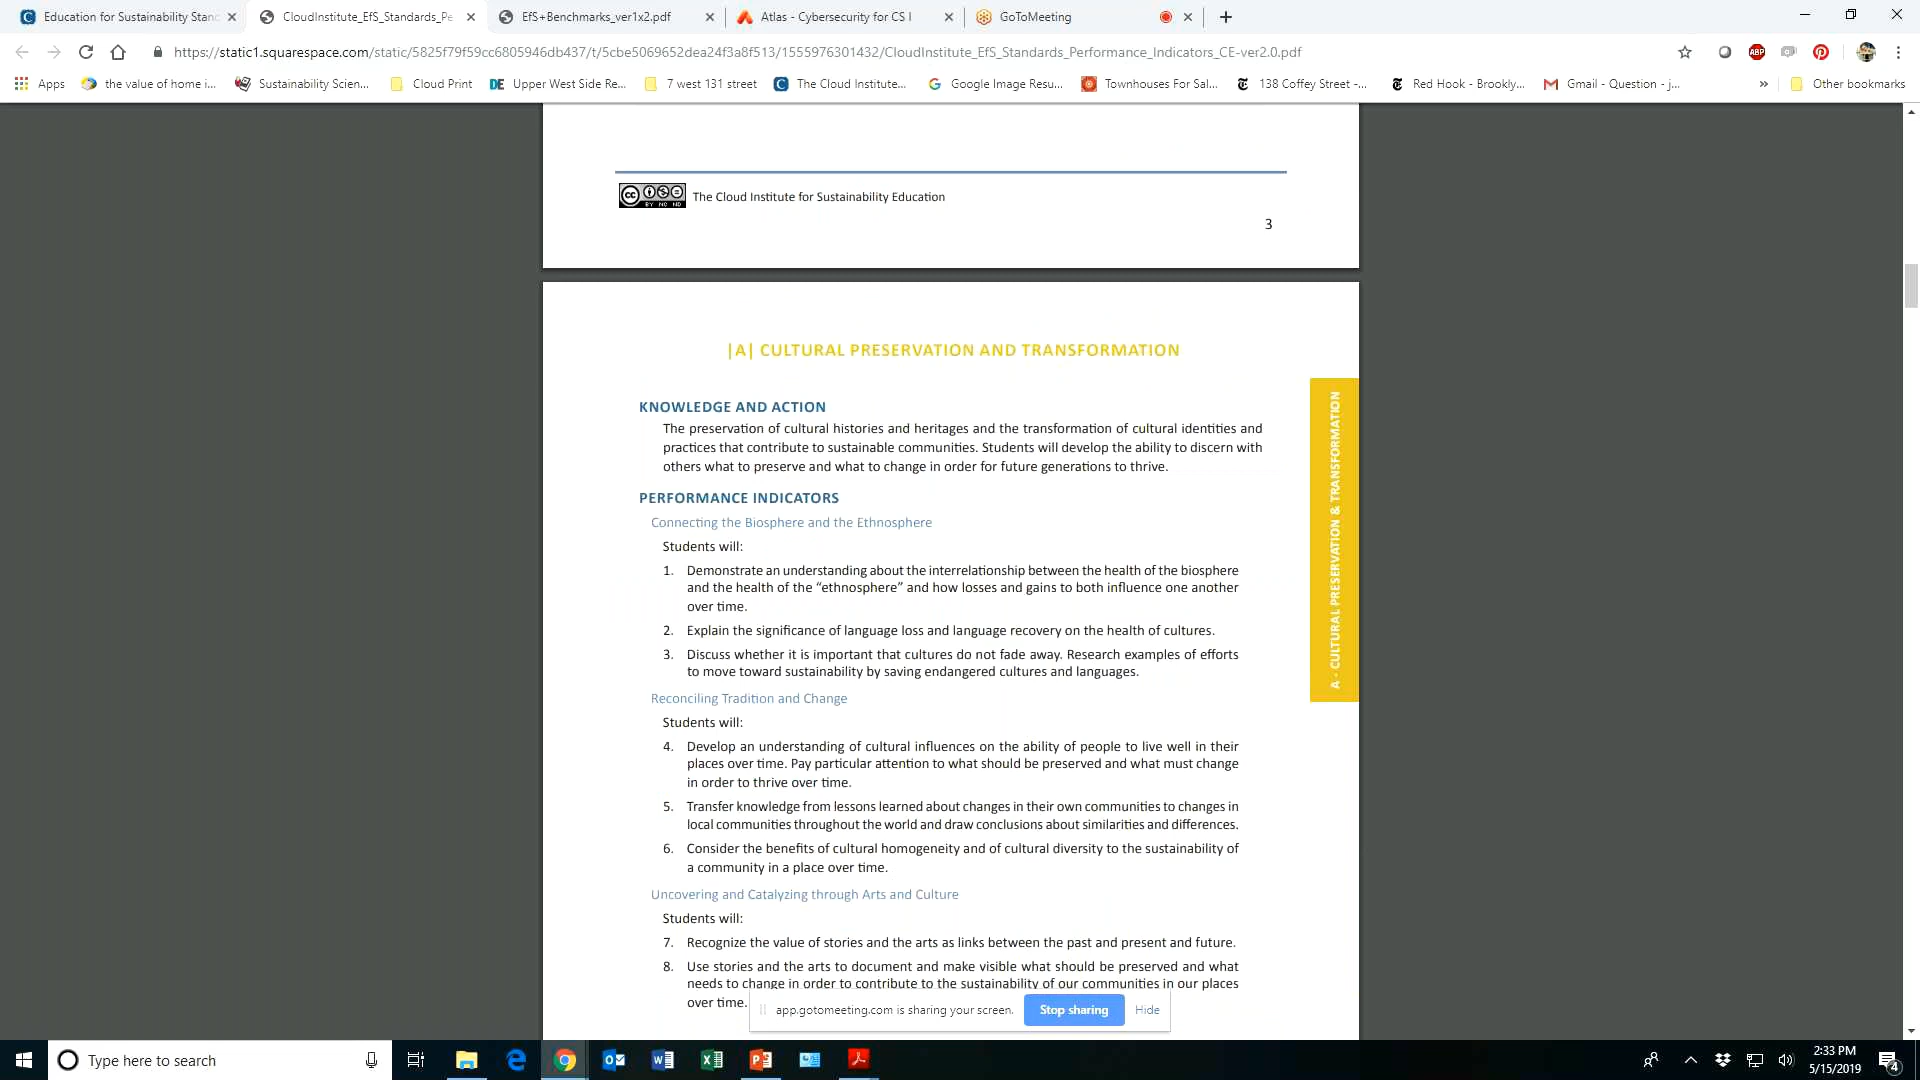 Education for Sustainability Stan
CloudInstitute_EfS_Standards_Pe
EfS+Benchmarks_ver1x2.pdf
Atlas - Cybersecurity for CS I
GoToMeeting
https://static1.squarespace.com/static/5825f79f59cc6805946db437/t/5cbe5069652dea24f3a8f513/1555976301432/CloudInstitute_EfS_Standards_Performance_Indicators_CE-ver2.0.pdf
ABP
Apps
the value of home i...
Sustainability Scien...
Cloud Print
DE Upper West Side Re...
7 west 131 street
The Cloud Institute...
Google Image Resu...
Townhouses For Sal...
138 Coffey Street -...
Red Hook - Brookly...
Gmail - Question - j...
»
Other bookmarks
cc BY NC ND
The Cloud Institute for Sustainability Education
3
|A| CULTURAL PRESERVATION AND TRANSFORMATION
A - CULTURAL PRESERVATION & TRANSFORMATION
KNOWLEDGE AND ACTION
The preservation of cultural histories and heritages and the transformation of cultural identities and
practices that contribute to sustainable communities. Students will develop the ability to discern with
others what to preserve and what to change in order for future generations to thrive.
PERFORMANCE INDICATORS
Connecting the Biosphere and the Ethnosphere
Students will:
1. Demonstrate an understanding about the interrelationship between the health of the biosphere
and the health of the “ethnosphere” and how losses and gains to both influence one another
over time.
2. Explain the significance of language loss and language recovery on the health of cultures.
3. Discuss whether it is important that cultures do not fade away. Research examples of efforts
to move toward sustainability by saving endangered cultures and languages.
Reconciling Tradition and Change
Students will:
4. Develop an understanding of cultural influences on the ability of people to live well in their
places over time. Pay particular attention to what should be preserved and what must change
in order to thrive over time.
5. Transfer knowledge from lessons learned about changes in their own communities to changes in
local communities throughout the world and draw conclusions about similarities and differences.
6. Consider the benefits of cultural homogeneity and of cultural diversity to the sustainability of
a community in a place over time.
Uncovering and Catalyzing through Arts and Culture
Students will:
7. Recognize the value of stories and the arts as links between the past and present and future.
8. Use stories and the arts to document and make visible what should be preserved and what
needs to change in order to contribute to the sustainability of our communities in our places
over time.
app.gotomeeting.com is sharing your screen.
Stop sharing
Hide
Type here to search
2:33 PM
5/15/2019
4